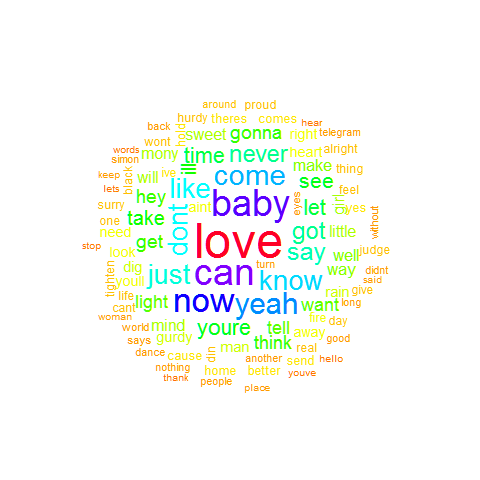 around proud
hurdy theres comes hear
back hold sweet gonna right telegram
words wont
simon mony time never heart alright
keep black will ive ill come make thing
lets hey like baby see feel
surry aint eyes let girl yes
one take dont love got little without
need
stop look get say well judge
dig turn way didnt
tighten youll just can know said
life light now yeah want rain give
cant long
woman mind youre tell fire day
world gurdy away
says cause man think real good
dance din another send hello
nothing home better youve
thank people place